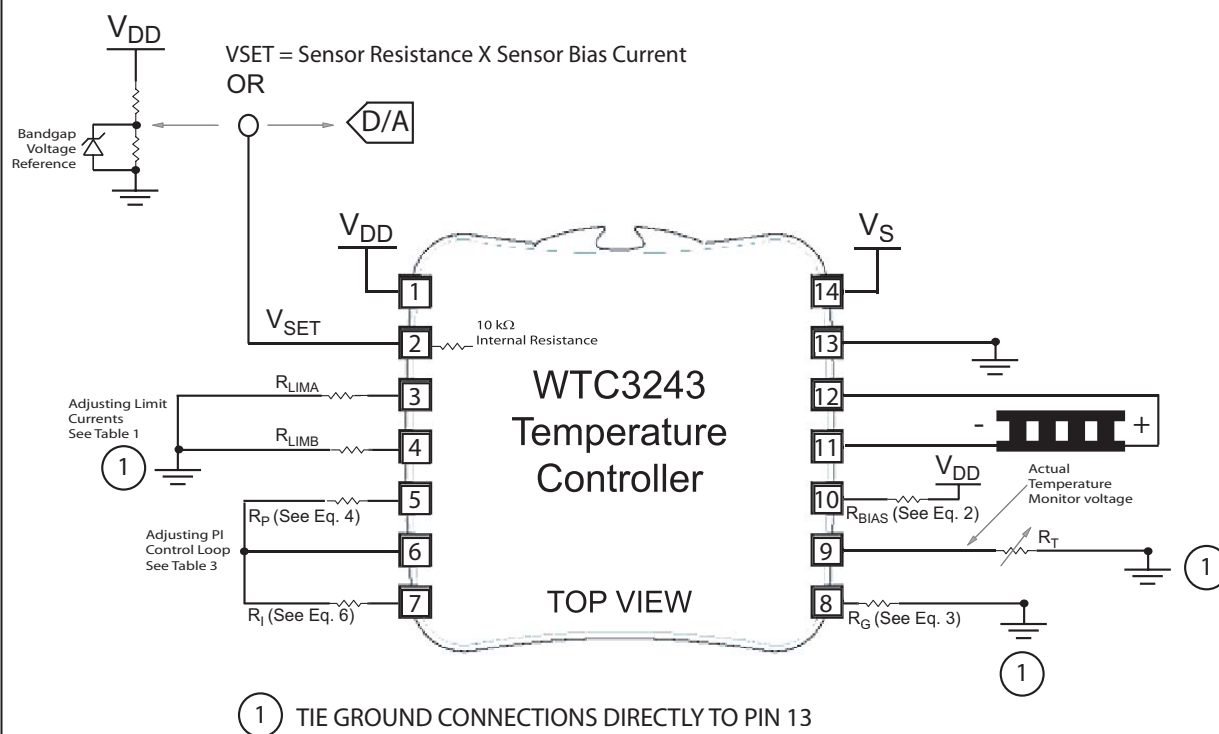 VDD
VSET = Sensor Resistance X Sensor Bias Current
OR
D/A
Bandgap
Voltage
Reference
VDD
VS
1
14
VSET
2
10 kΩ
Internal Resistance
13
WTC3243
Temperature
Controller
RLIMA
3
12
Adjusting Limit
Currents
See Table 1
1
RLIMB
4
11
-
+
VDD
Actual
Temperature
Monitor voltage
RP (See Eq. 4)
5
10
RBIAS (See Eq. 2)
Adjusting PI
Control Loop
See Table 3
6
9
RT
1
RI (See Eq. 6)
7
TOP VIEW
8
RG (See Eq. 3)
1
1 TIE GROUND CONNECTIONS DIRECTLY TO PIN 13